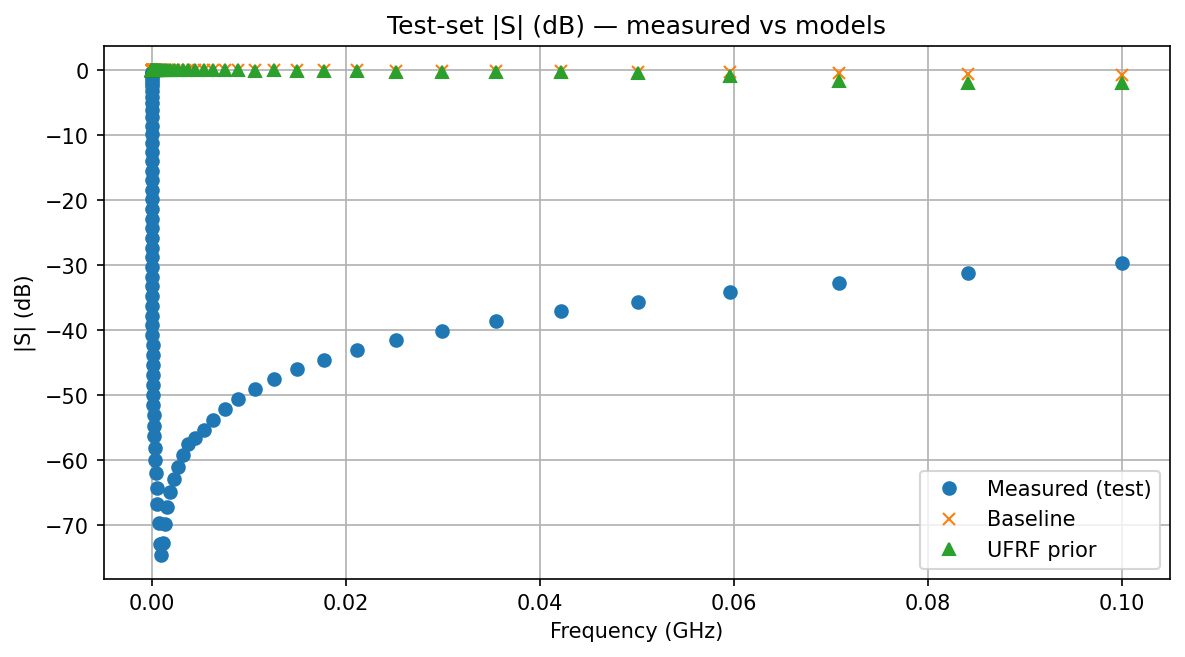 Test-set |S| (dB) — measured vs models
|S| (dB)
0
−10
−20
−30
−40
−50
−60
−70
0.00
0.02
0.04
0.06
0.08
0.10
Frequency (GHz)
Measured (test)
Baseline
UFRF prior